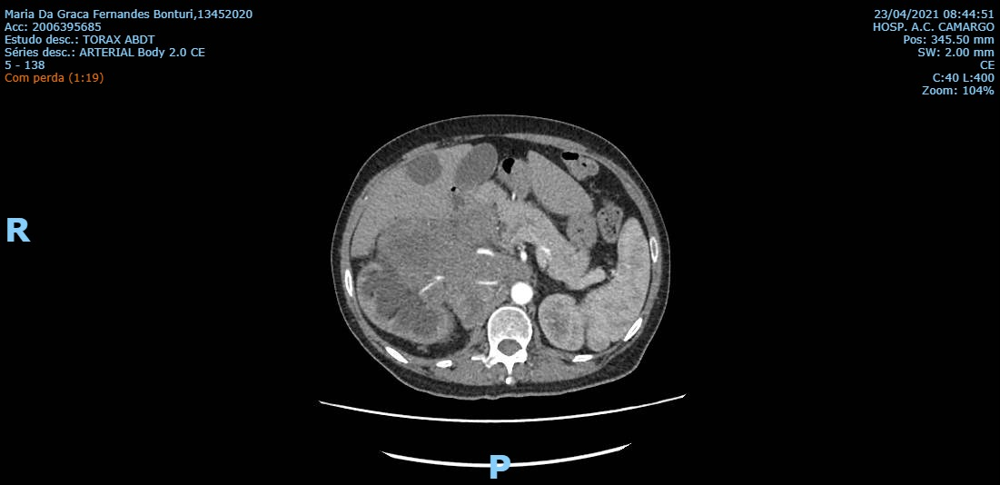 Maria Da Graca Fernandes Bonturi,13452020
Acc: 2006395685
Estudo desc.: TORAX ABDT
Séries desc.: ARTERIAL Body 2.0 CE
5 - 138
Com perda (1:19)
23/04/2021 08:44:51
HOSP. A.C. CAMARGO
Pos: 345.50 mm
SW: 2.00 mm
CE
C:40 L:400
Zoom: 104%
R
P